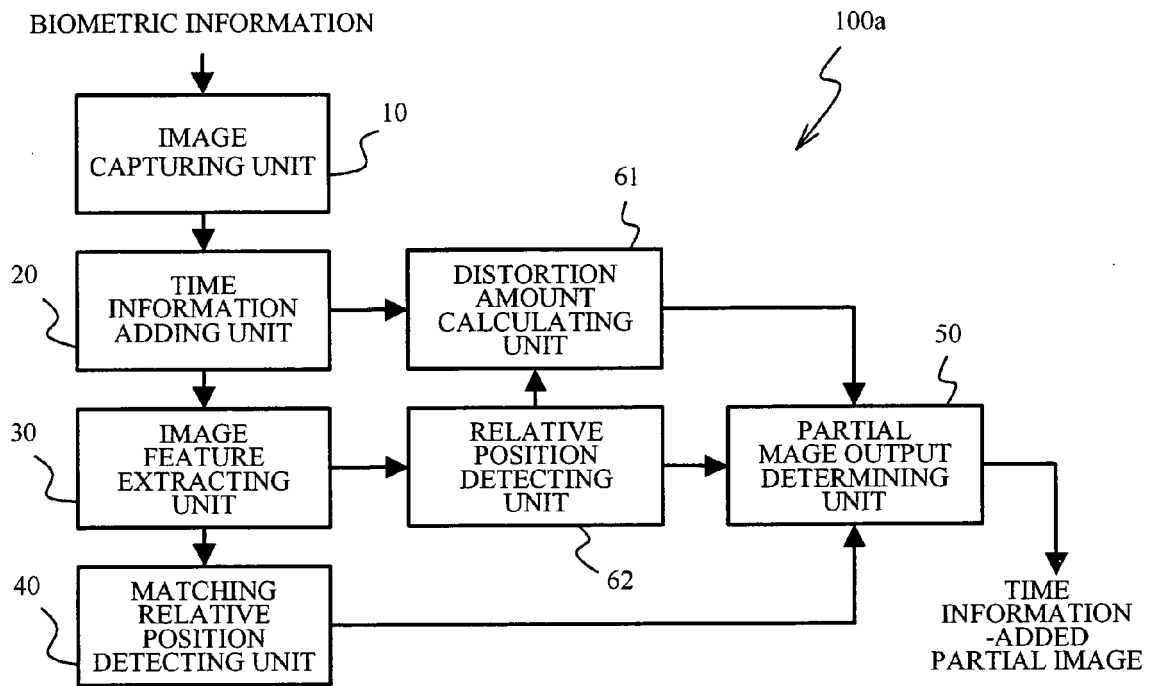 BIOMETRIC INFORMATION
100a
IMAGE
CAPTURING UNIT
10
61
20
TIME
INFORMATION
ADDING UNIT
DISTORTION
AMOUNT
CALCULATING
UNIT
50
30
IMAGE
FEATURE
EXTRACTING
UNIT
RELATIVE
POSITION
DETECTING
UNIT
PARTIAL
MAGE OUTPUT
DETERMINING
UNIT
62
40
MATCHING
RELATIVE
POSITION
DETECTING UNIT
TIME
INFORMATION
-ADDED
PARTIAL IMAGE